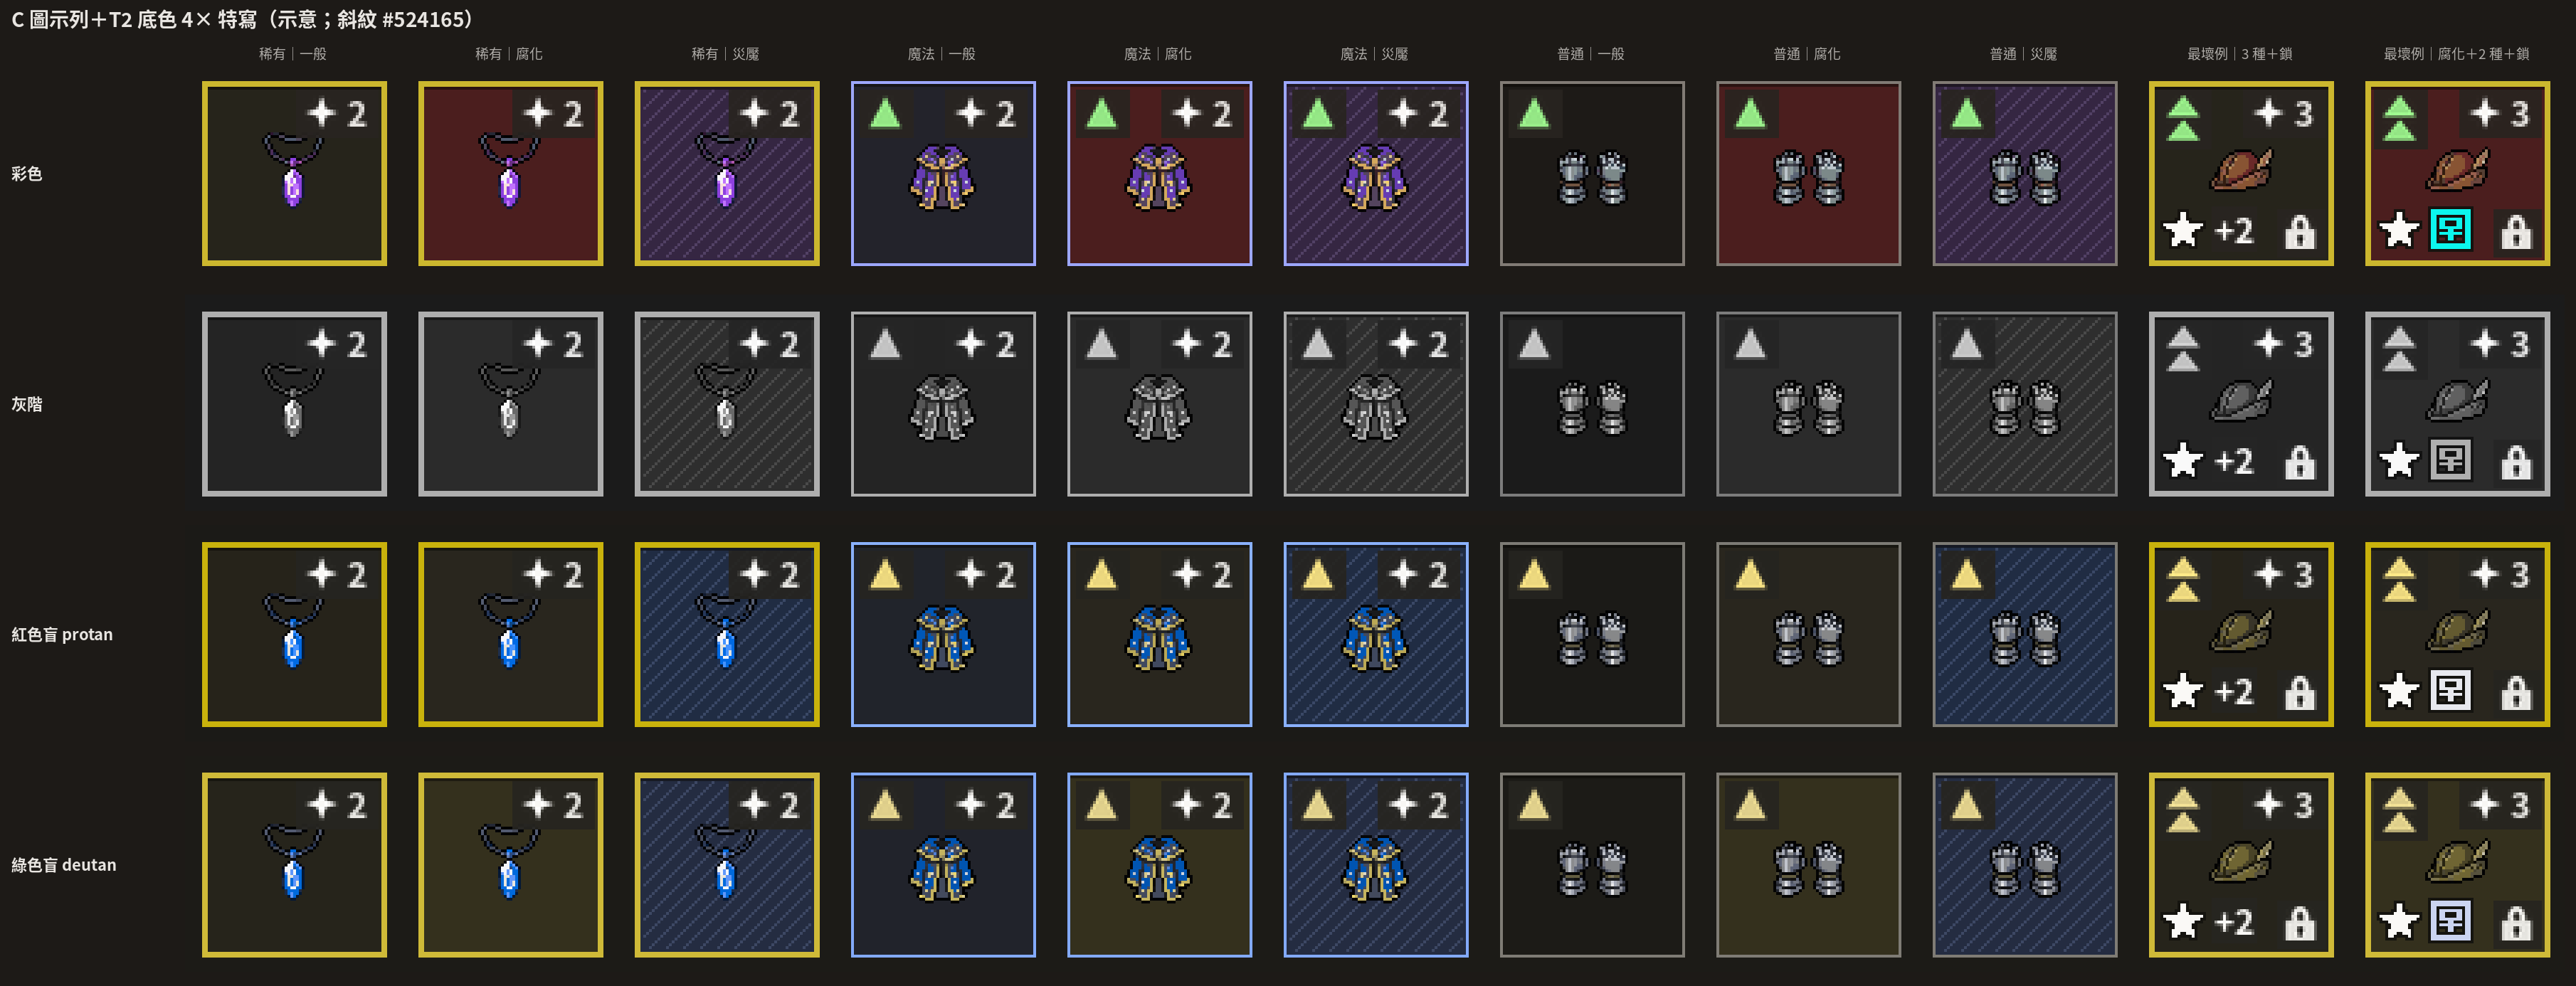 C 圖示列＋T2 底色 4× 特寫（示意；斜紋 #524165）
稀有｜一般 稀有｜腐化 稀有｜災魘 魔法｜一般 魔法｜腐化 魔法｜災魘 普通｜一般 普通｜腐化 普通｜災魘 最壞例｜3 種＋鎖 最壞例｜腐化＋2 種＋鎖
2 2 2 2 2 2 3 3
彩色
+2
2 2 2 2 2 2 3 3
灰階
+2
2 2 2 2 2 2 3 3
紅色盲 protan
+2
2 2 2 2 2 2 3 3
綠色盲 deutan
+2